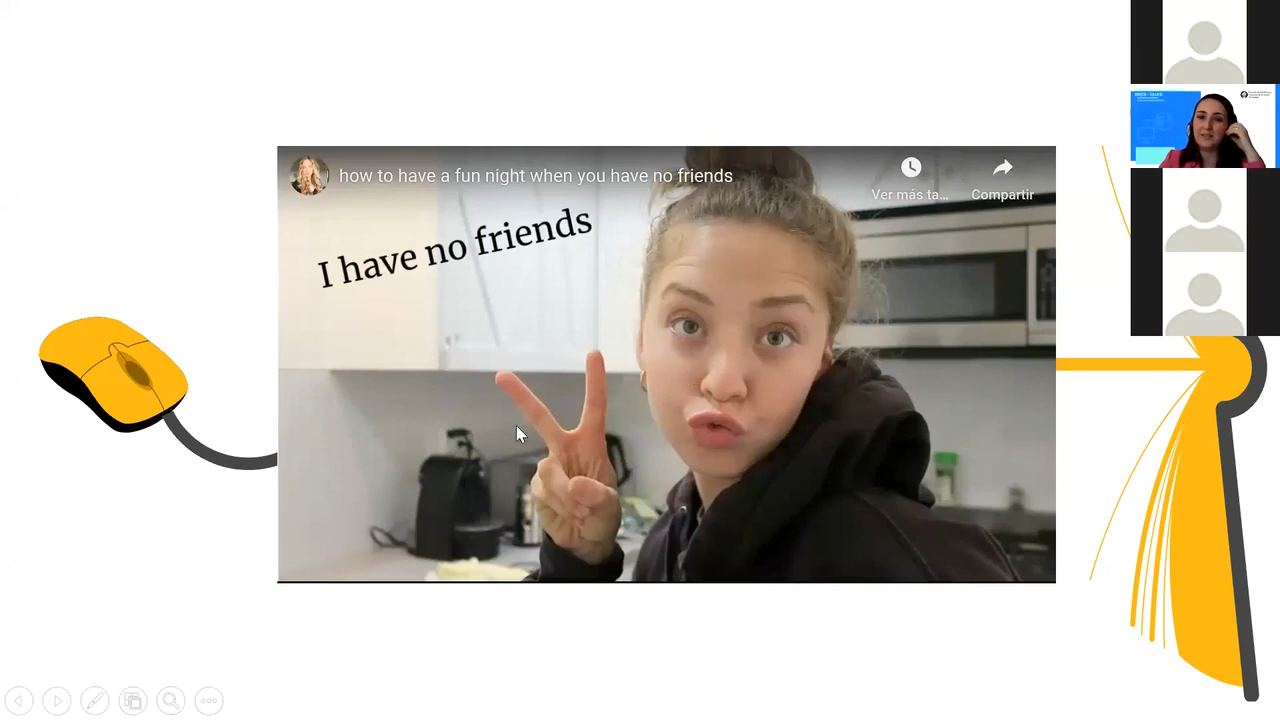 how to have a fun night when you have no friends
Ver más ta...
Compartir
I have no friends